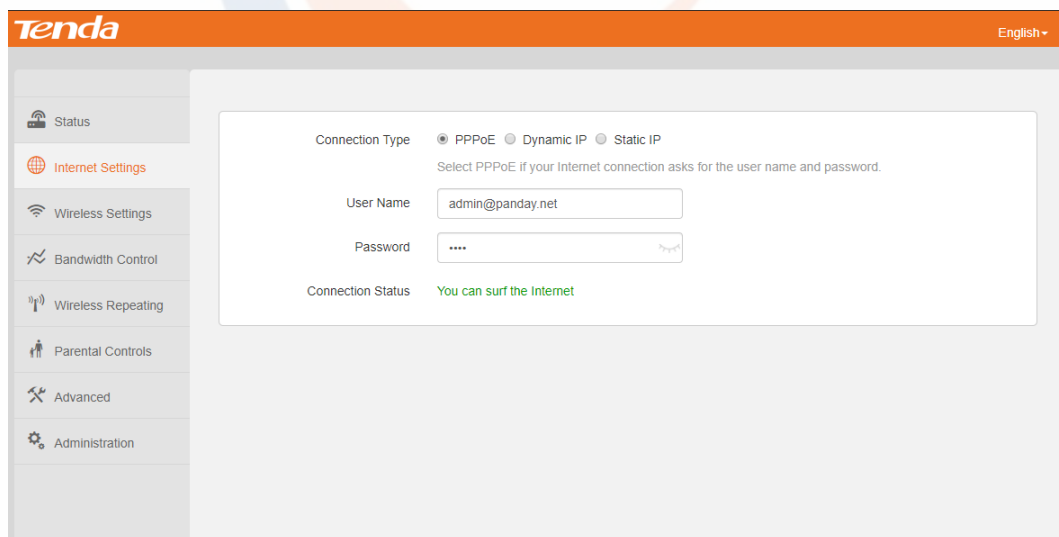 Tenda
English
Status
Internet Settings
Wireless Settings
Bandwidth Control
Wireless Repeating
Parental Controls
Advanced
Administration
Connection Type PPPoE Dynamic IP Static IP
Select PPPoE if your Internet connection asks for the user name and password.
User Name admin@panday.net
Password ••••
Connection Status You can surf the Internet